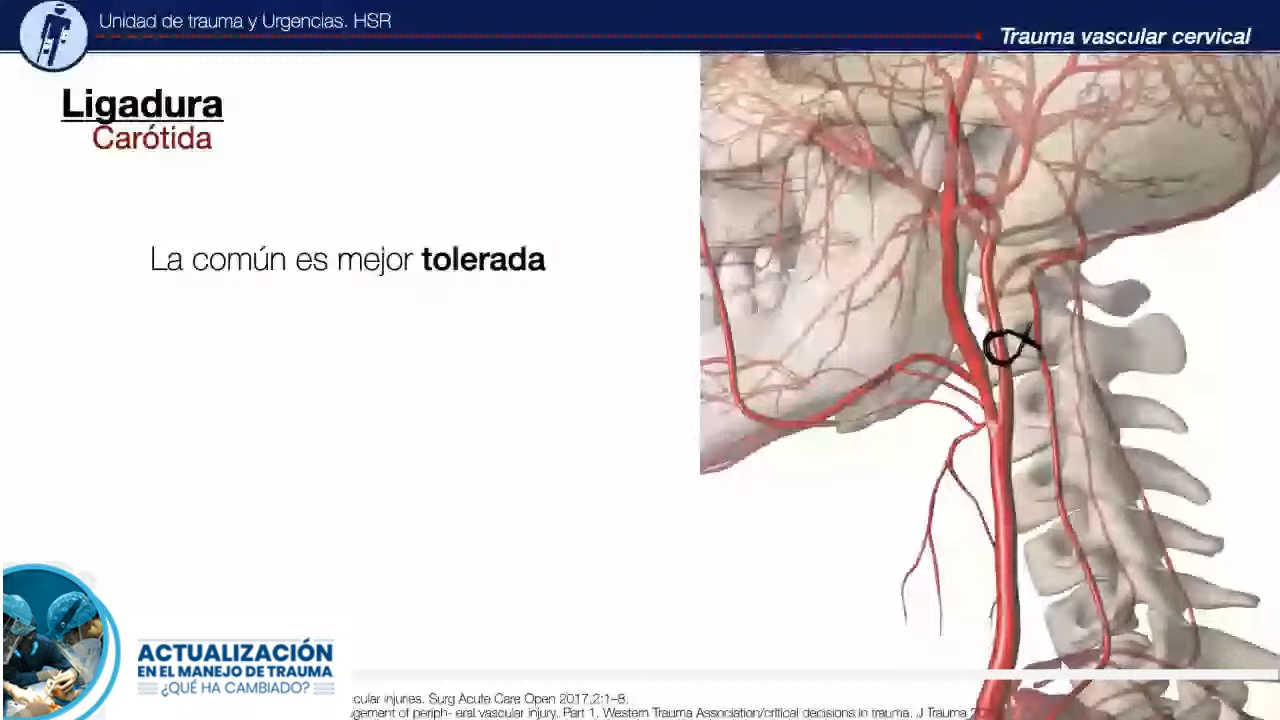 Unidad de trauma y Urgencias. HSR
Trauma vascular cervical
Ligadura
Carótida
La común es mejor tolerada
ACTUALIZACIÓN
EN EL MANEJO DE TRAUMA
¿QUÉ HA CAMBIADO?
injuries. Surg Acute Care Open 2017,2:1–8.
of periph- eral vascular injury. Part 1. Western Trauma Association/critical decisions in trauma. J Trauma